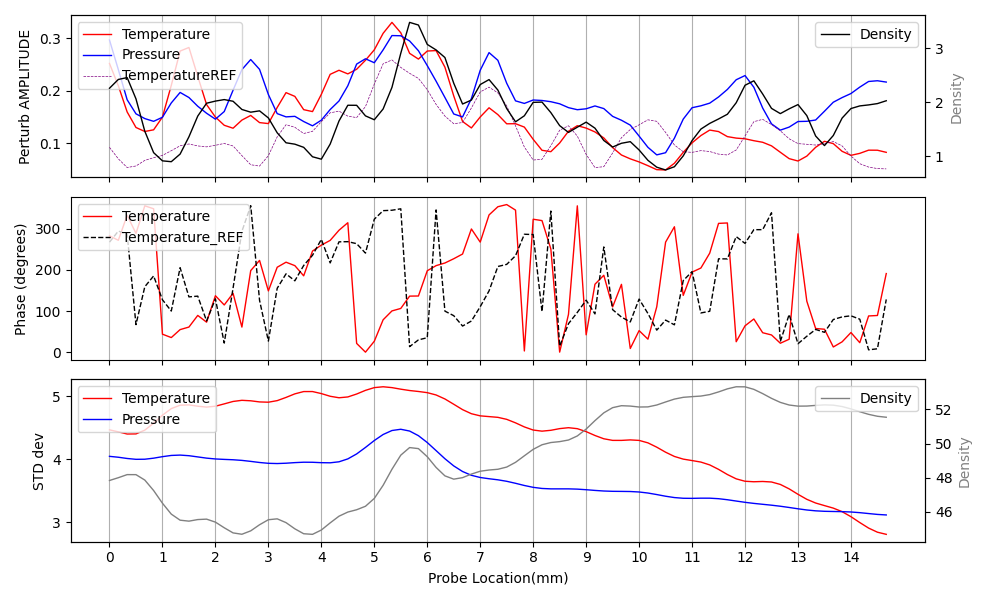 Perturb AMPLITUDE
0.3
0.2
0.1
Temperature
Pressure
TemperatureREF
Density
3
2
1
Density
Phase (degrees)
300
200
100
0
Temperature
Temperature_REF
STD dev
5
4
3
Temperature
Pressure
Density
52
50
48
46
Density
0 1 2 3 4 5 6 7 8 9 10 11 12 13 14
Probe Location(mm)